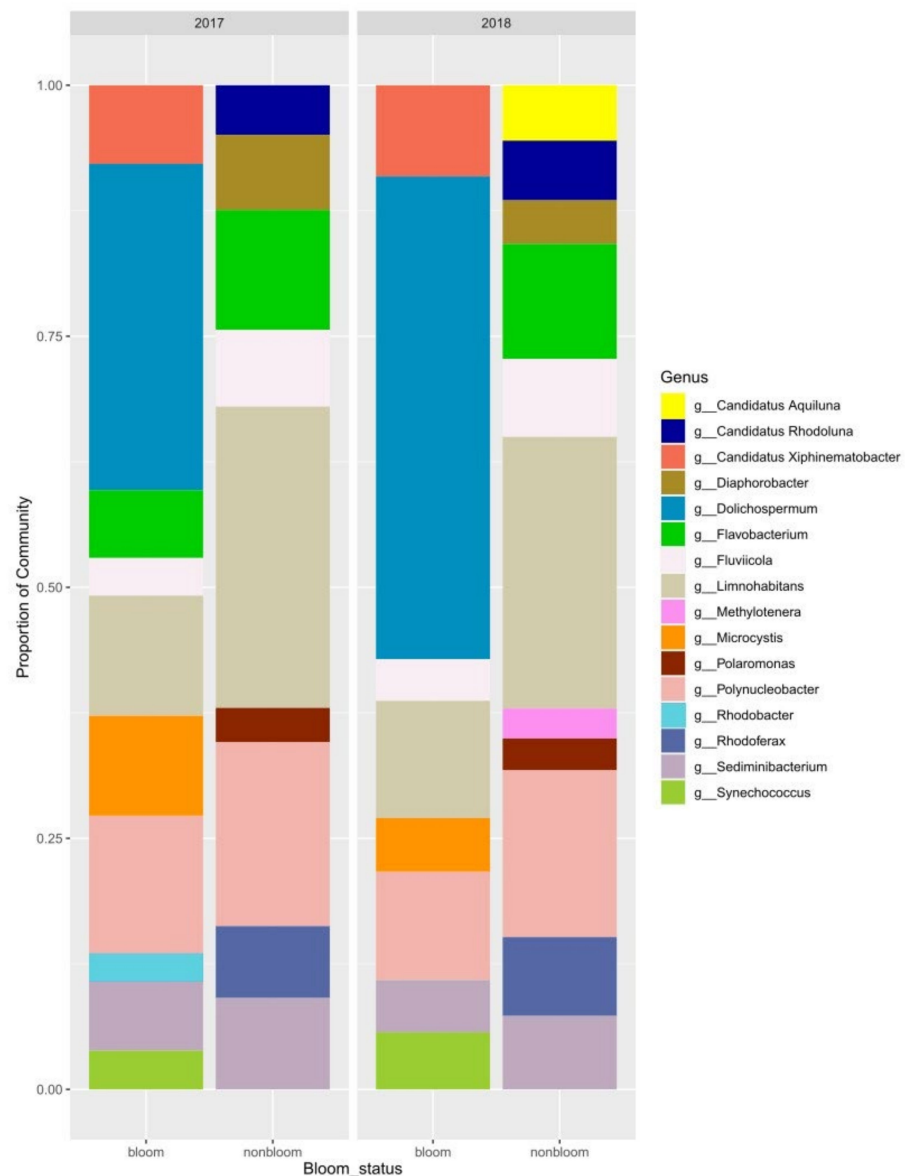 2017
2018
1.00
0.75
0.50
0.25
0.00
Proportion of Community
bloom
nonbloom
bloom
nonbloom
Bloom_status
Genus
g__Candidatus Aquiluna
g__Candidatus Rhodoluna
g__Candidatus Xiphinematobacter
g__Diaphorobacter
g__Dolichospermum
g__Flavobacterium
g__Fluviicola
g__Limnohabitans
g__Methylotenera
g__Microcystis
g__Polaromonas
g__Polynucleobacter
g__Rhodobacter
g__Rhodoferax
g__Sediminibacterium
g__Synechococcus